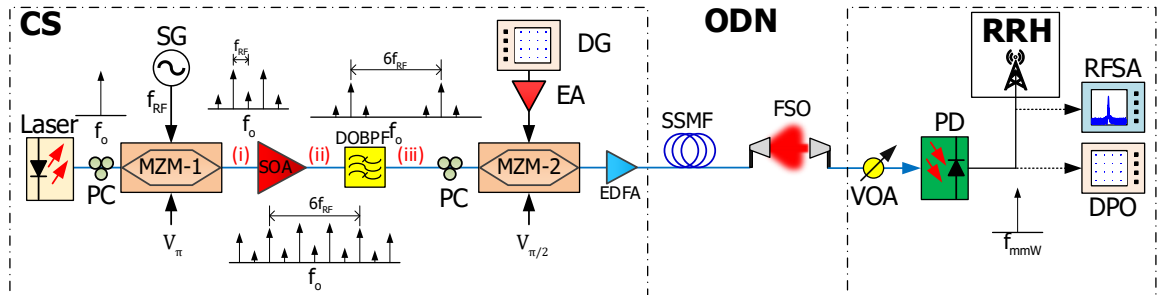 CS
ODN
SG
DG
RRH
f_RF
6f_RF
RFSA
EA
f_RF
FSO
SSMF
Laser
f_o
f_o
DOBPF
f_o
PD
MZM-1
(i)
SOA
(ii)
(iii)
MZM-2
PC
PC
EDFA
VOA
DPO
6f_RF
V_π
V_π/2
f_mmW
f_o